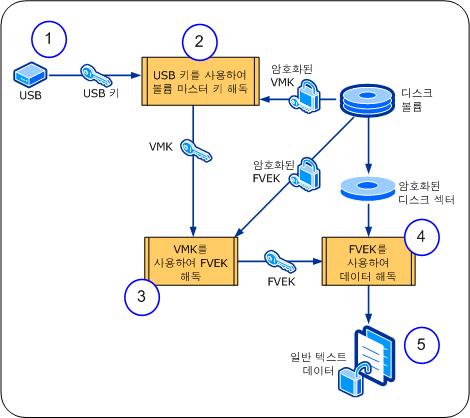 1
2
USB 키를 사용하여
볼륨 마스터 키 해독
USB
USB 키
암호화된
VMK
디스크
볼륨
VMK
암호화된
FVEK
암호화된
디스크 섹터
VMK를
사용하여 FVEK
해독
3
FVEK
FVEK를
사용하여
데이터 해독
4
일반 텍스트
데이터
5